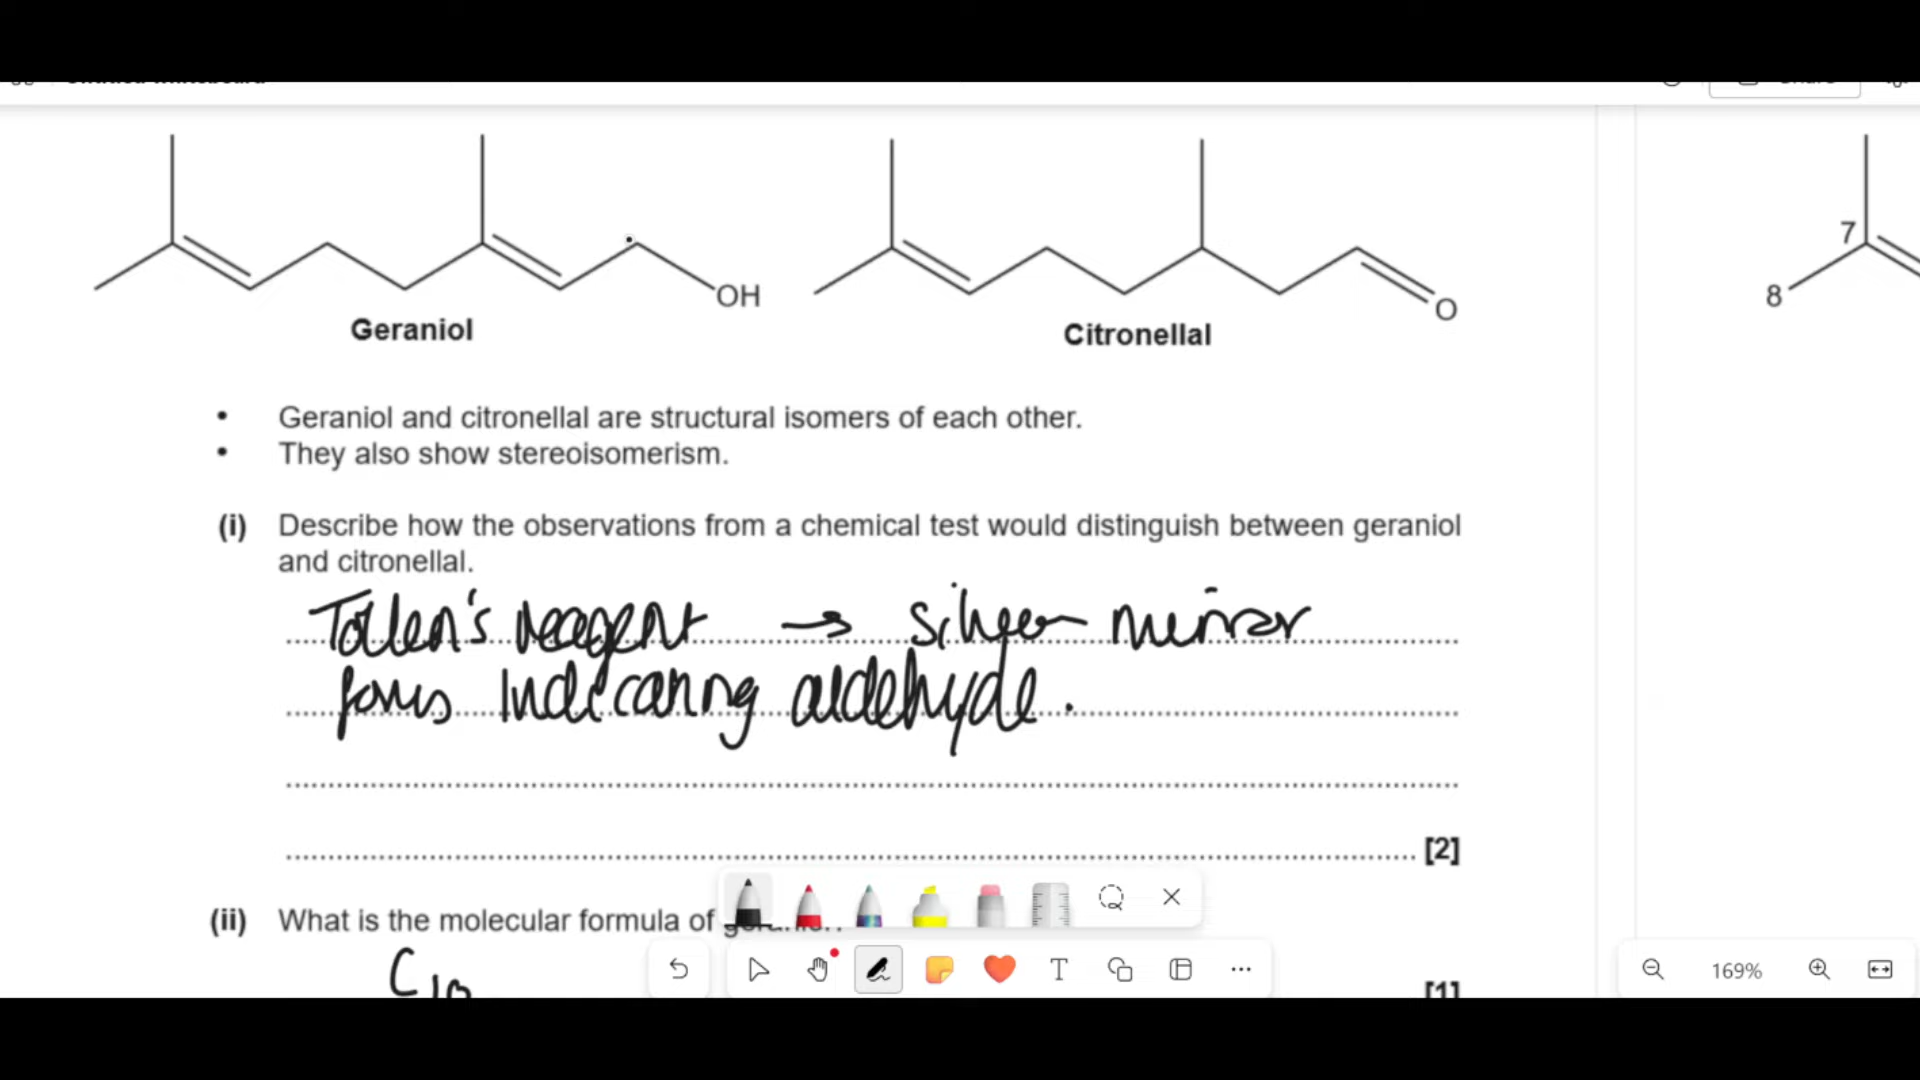 OH
O
7
8
Geraniol
Citronellal
• Geraniol and citronellal are structural isomers of each other.
• They also show stereoisomerism.
(i) Describe how the observations from a chemical test would distinguish between geraniol
and citronellal.
Tollen's reagent → silver mirror
forms indicating aldehyde.
[2]
(ii) What is the molecular formula of
C10
[1]
T
169%